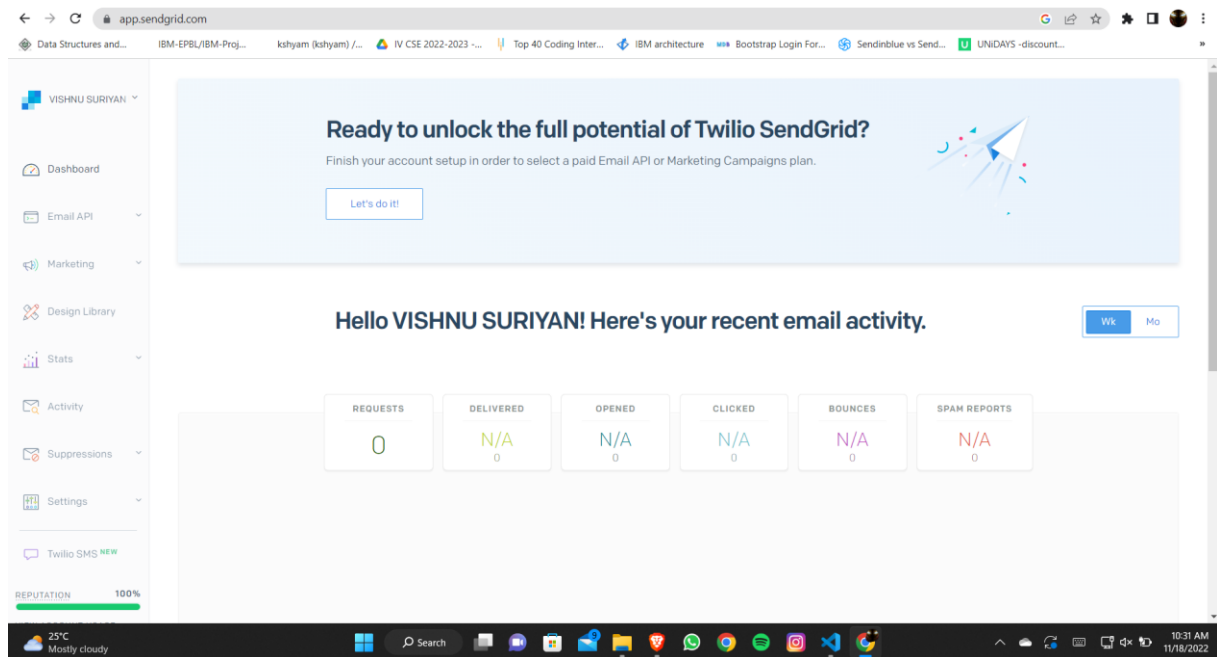 app.sendgrid.com
Data Structures and...
IBM-EPBL/IBM-Proj...
kshyam (kshyam) /...
IV CSE 2022-2023 -...
Top 40 Coding Inter...
IBM architecture
Bootstrap Login For...
Sendinblue vs Send...
UNiDAYS -discount...
»
VISHNU SURIYAN
Dashboard
Email API
Marketing
Design Library
Stats
Activity
Suppressions
Settings
Twilio SMS NEW
REPUTATION 100%
Ready to unlock the full potential of Twilio SendGrid?
Finish your account setup in order to select a paid Email API or Marketing Campaigns plan.
Let's do it!
Hello VISHNU SURIYAN! Here's your recent email activity.
Wk Mo
REQUESTS DELIVERED OPENED CLICKED BOUNCES SPAM REPORTS
0 N/A N/A N/A N/A N/A
0 0 0 0 0
25°C
Mostly cloudy
Search
9
10:31 AM
11/18/2022